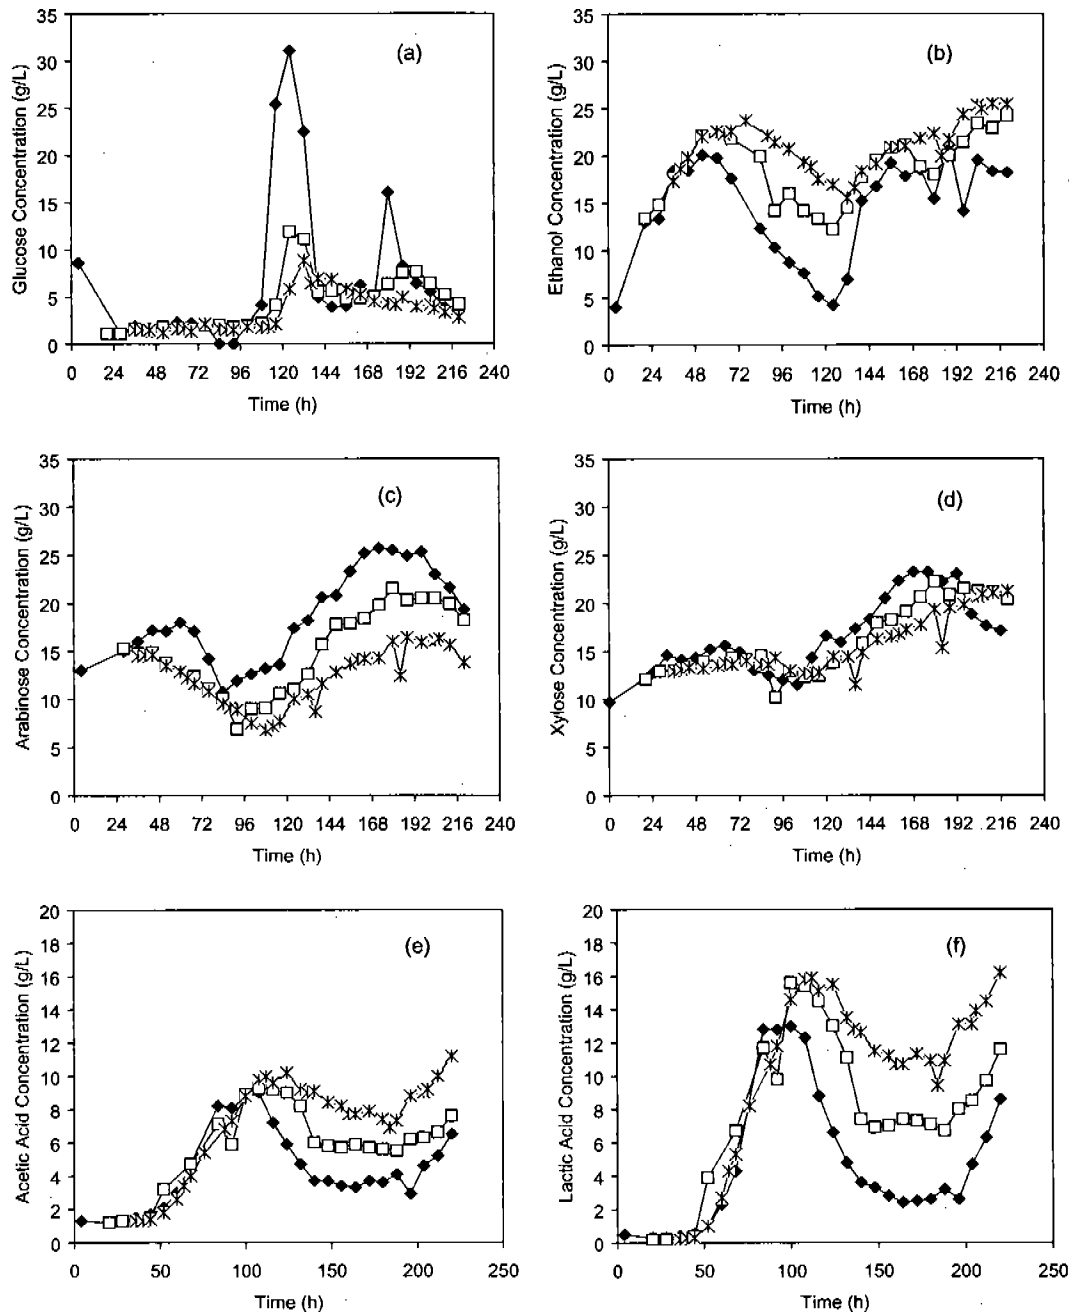 35
30
25
20
15
10
5
0
Glucose Concentration (g/L)
(a)
0 24 48 72 96 120 144 168 192 216 240
Time (h)
35
30
25
20
15
10
5
0
Ethanol Concentration (g/L)
(b)
0 24 48 72 96 120 144 168 192 216 240
Time (h)
35
30
25
20
15
10
5
0
Arabinose Concentration (g/L)
(c)
0 24 48 72 96 120 144 168 192 216 240
Time (h)
35
30
25
20
15
10
5
0
Xylose Concentration (g/L)
(d)
0 24 48 72 96 120 144 168 192 216 240
Time (h)
20
18
16
14
12
10
8
6
4
2
0
Acetic Acid Concentration (g/L)
(e)
0 50 100 150 200 250
Time (h)
20
18
16
14
12
10
8
6
4
2
0
Lactic Acid Concentration (g/L)
(f)
0 50 100 150 200 250
Time (h)